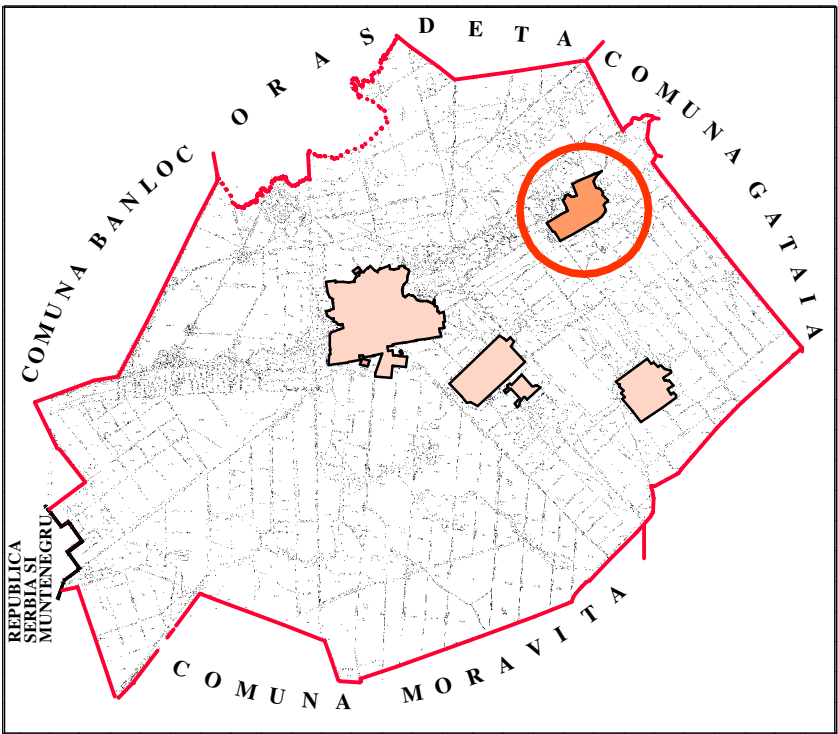 ORAS DETA
COMUNA GATAIA
COMUNA BANLOC
REPUBLICA
SERBIA SI
MUNTENEGRU
COMUNA MORAVITA